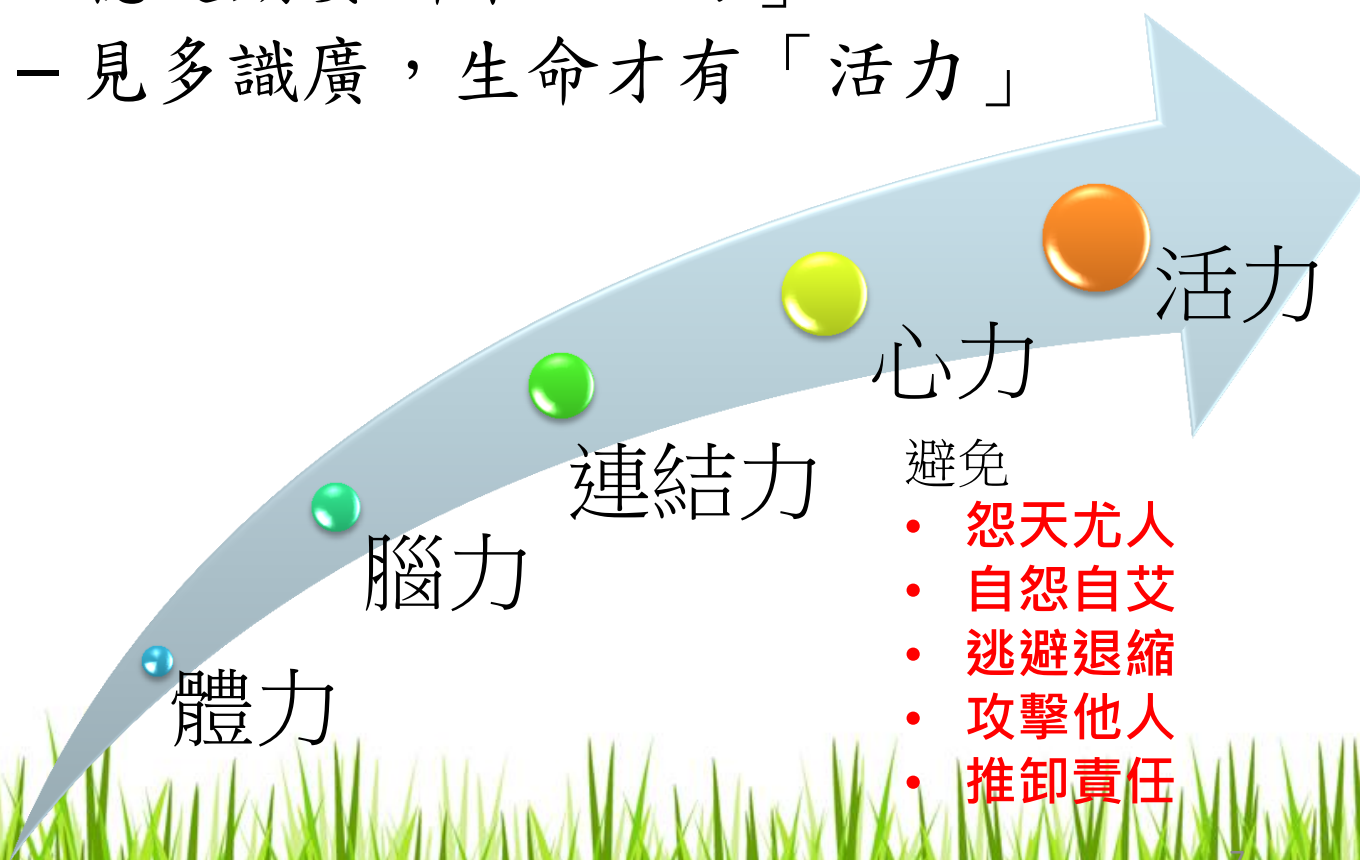 – 見多識廣，生命才有「活力」
活力
心力
連結力
腦力
體力
避免
• 怨天尤人
• 自怨自艾
• 逃避退縮
• 攻擊他人
• 推卸責任